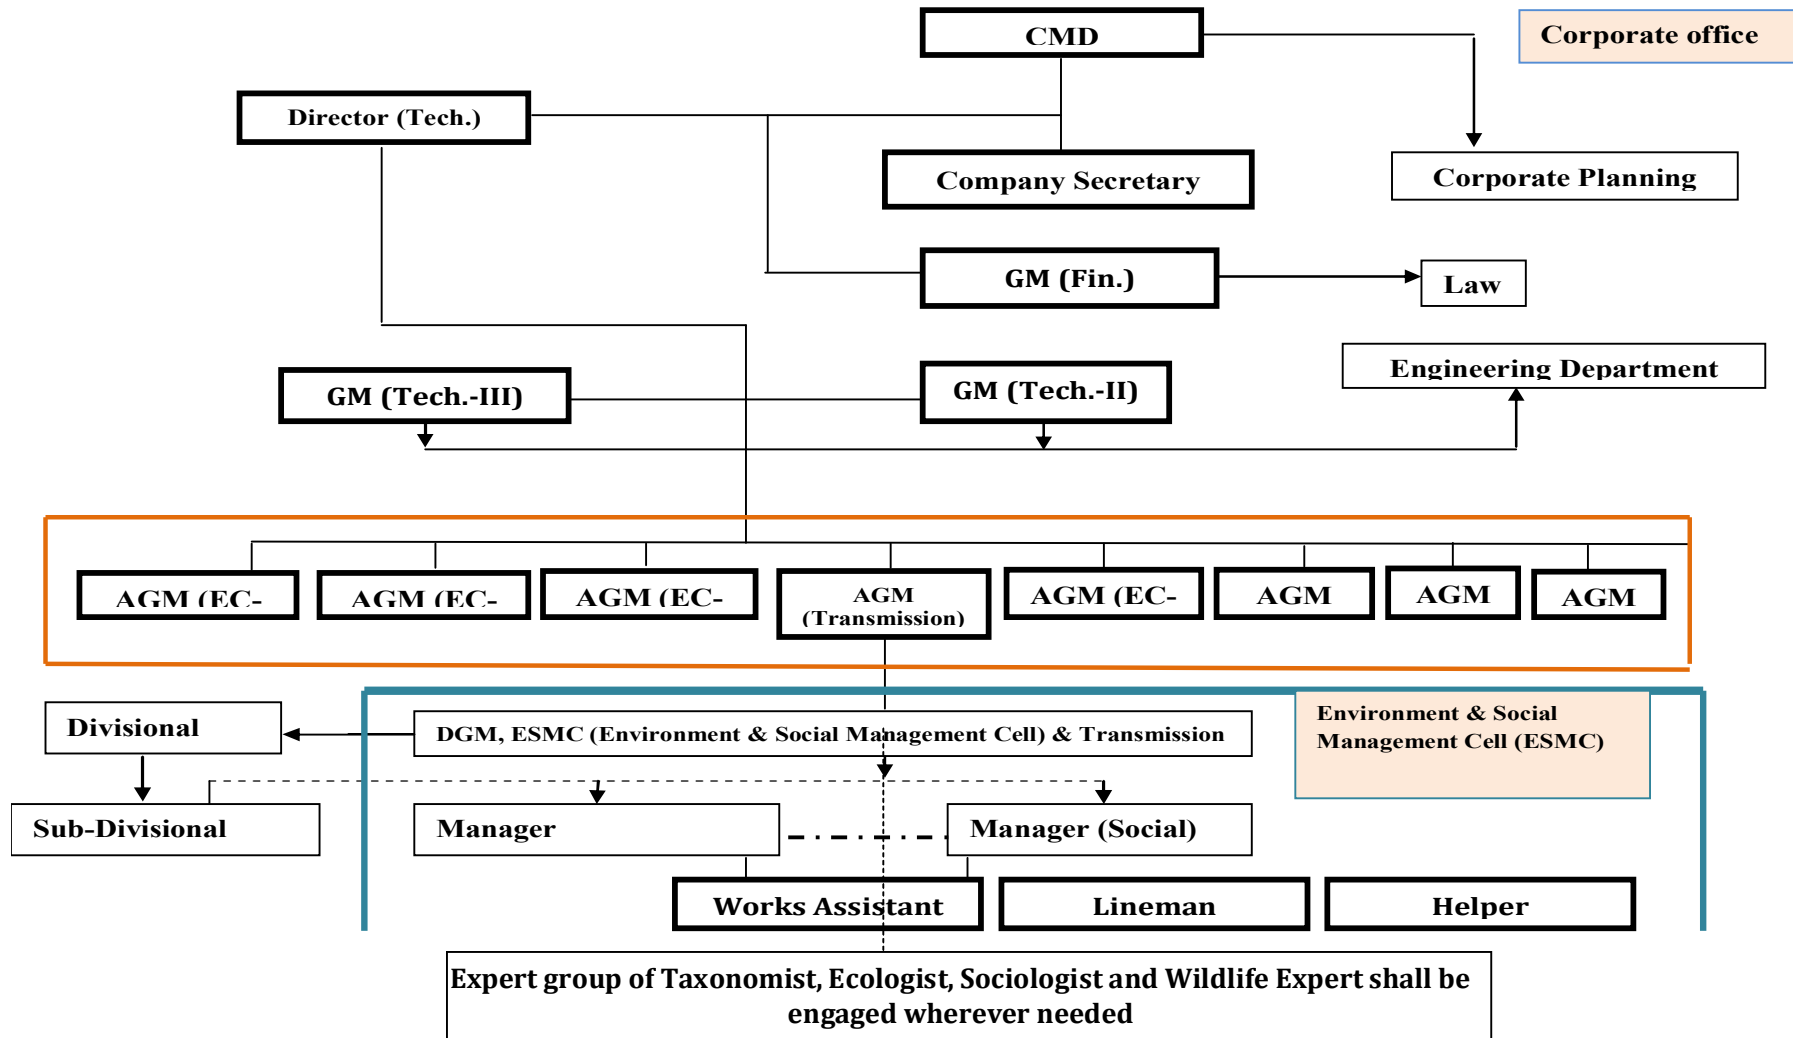 CMD
Corporate office
Director (Tech.)
Company Secretary
Corporate Planning
GM (Fin.)
Law
Engineering Department
GM (Tech.-III)
GM (Tech.-II)
AGM (EC-
AGM (EC-
AGM (EC-
AGM
(Transmission)
AGM (EC-
AGM
AGM
AGM
Divisional
DGM, ESMC (Environment & Social Management Cell) & Transmission
Environment & Social
Management Cell (ESMC)
Sub-Divisional
Manager
Manager (Social)
Works Assistant
Lineman
Helper
Expert group of Taxonomist, Ecologist, Sociologist and Wildlife Expert shall be
engaged wherever needed